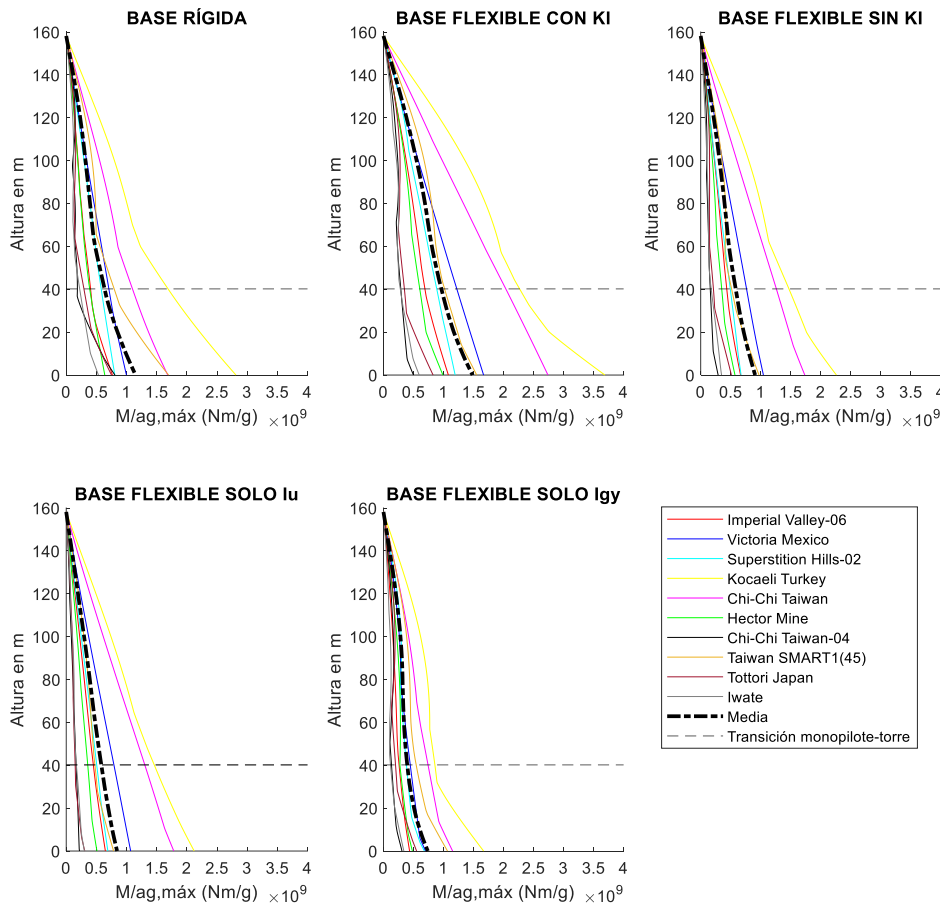 BASE RÍGIDA
160
140
120
100
80
60
40
20
0
Altura en m
0 0.5 1 1.5 2 2.5 3 3.5 4
M/ag,máx (Nm/g)
×10⁹
BASE FLEXIBLE CON KI
160
140
120
100
80
60
40
20
0
Altura en m
0 0.5 1 1.5 2 2.5 3 3.5 4
M/ag,máx (Nm/g)
×10⁹
BASE FLEXIBLE SIN KI
160
140
120
100
80
60
40
20
0
Altura en m
0 0.5 1 1.5 2 2.5 3 3.5 4
M/ag,máx (Nm/g)
×10⁹
BASE FLEXIBLE SOLO Iu
160
140
120
100
80
60
40
20
0
Altura en m
0 0.5 1 1.5 2 2.5 3 3.5 4
M/ag,máx (Nm/g)
×10⁹
BASE FLEXIBLE SOLO Igy
160
140
120
100
80
60
40
20
0
Altura en m
0 0.5 1 1.5 2 2.5 3 3.5 4
M/ag,máx (Nm/g)
×10⁹
Imperial Valley-06
Victoria Mexico
Superstition Hills-02
Kocaeli Turkey
Chi-Chi Taiwan
Hector Mine
Chi-Chi Taiwan-04
Taiwan SMART1(45)
Tottori Japan
Iwate
Media
Transición monopilote-torre